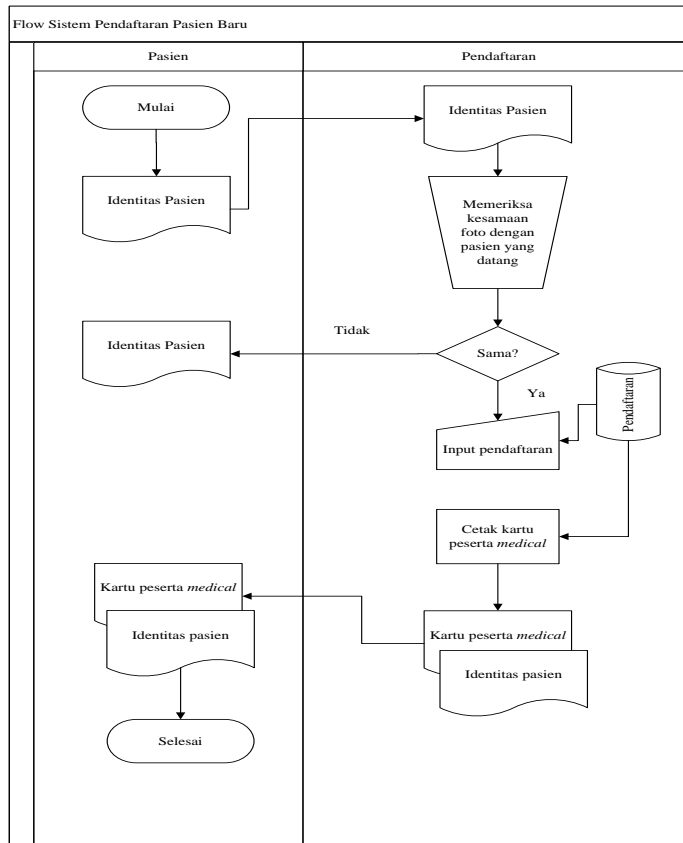 Flow Sistem Pendaftaran Pasien Baru
Pasien
Pendaftaran
Mulai
Identitas Pasien
Identitas Pasien
Memeriksa
kesamaan
foto dengan
pasien yang
datang
Identitas Pasien
Tidak
Sama?
Ya
Pendaftaran
Input pendaftaran
Cetak kartu
peserta medical
Kartu peserta medical
Identitas pasien
Kartu peserta medical
Identitas pasien
Selesai